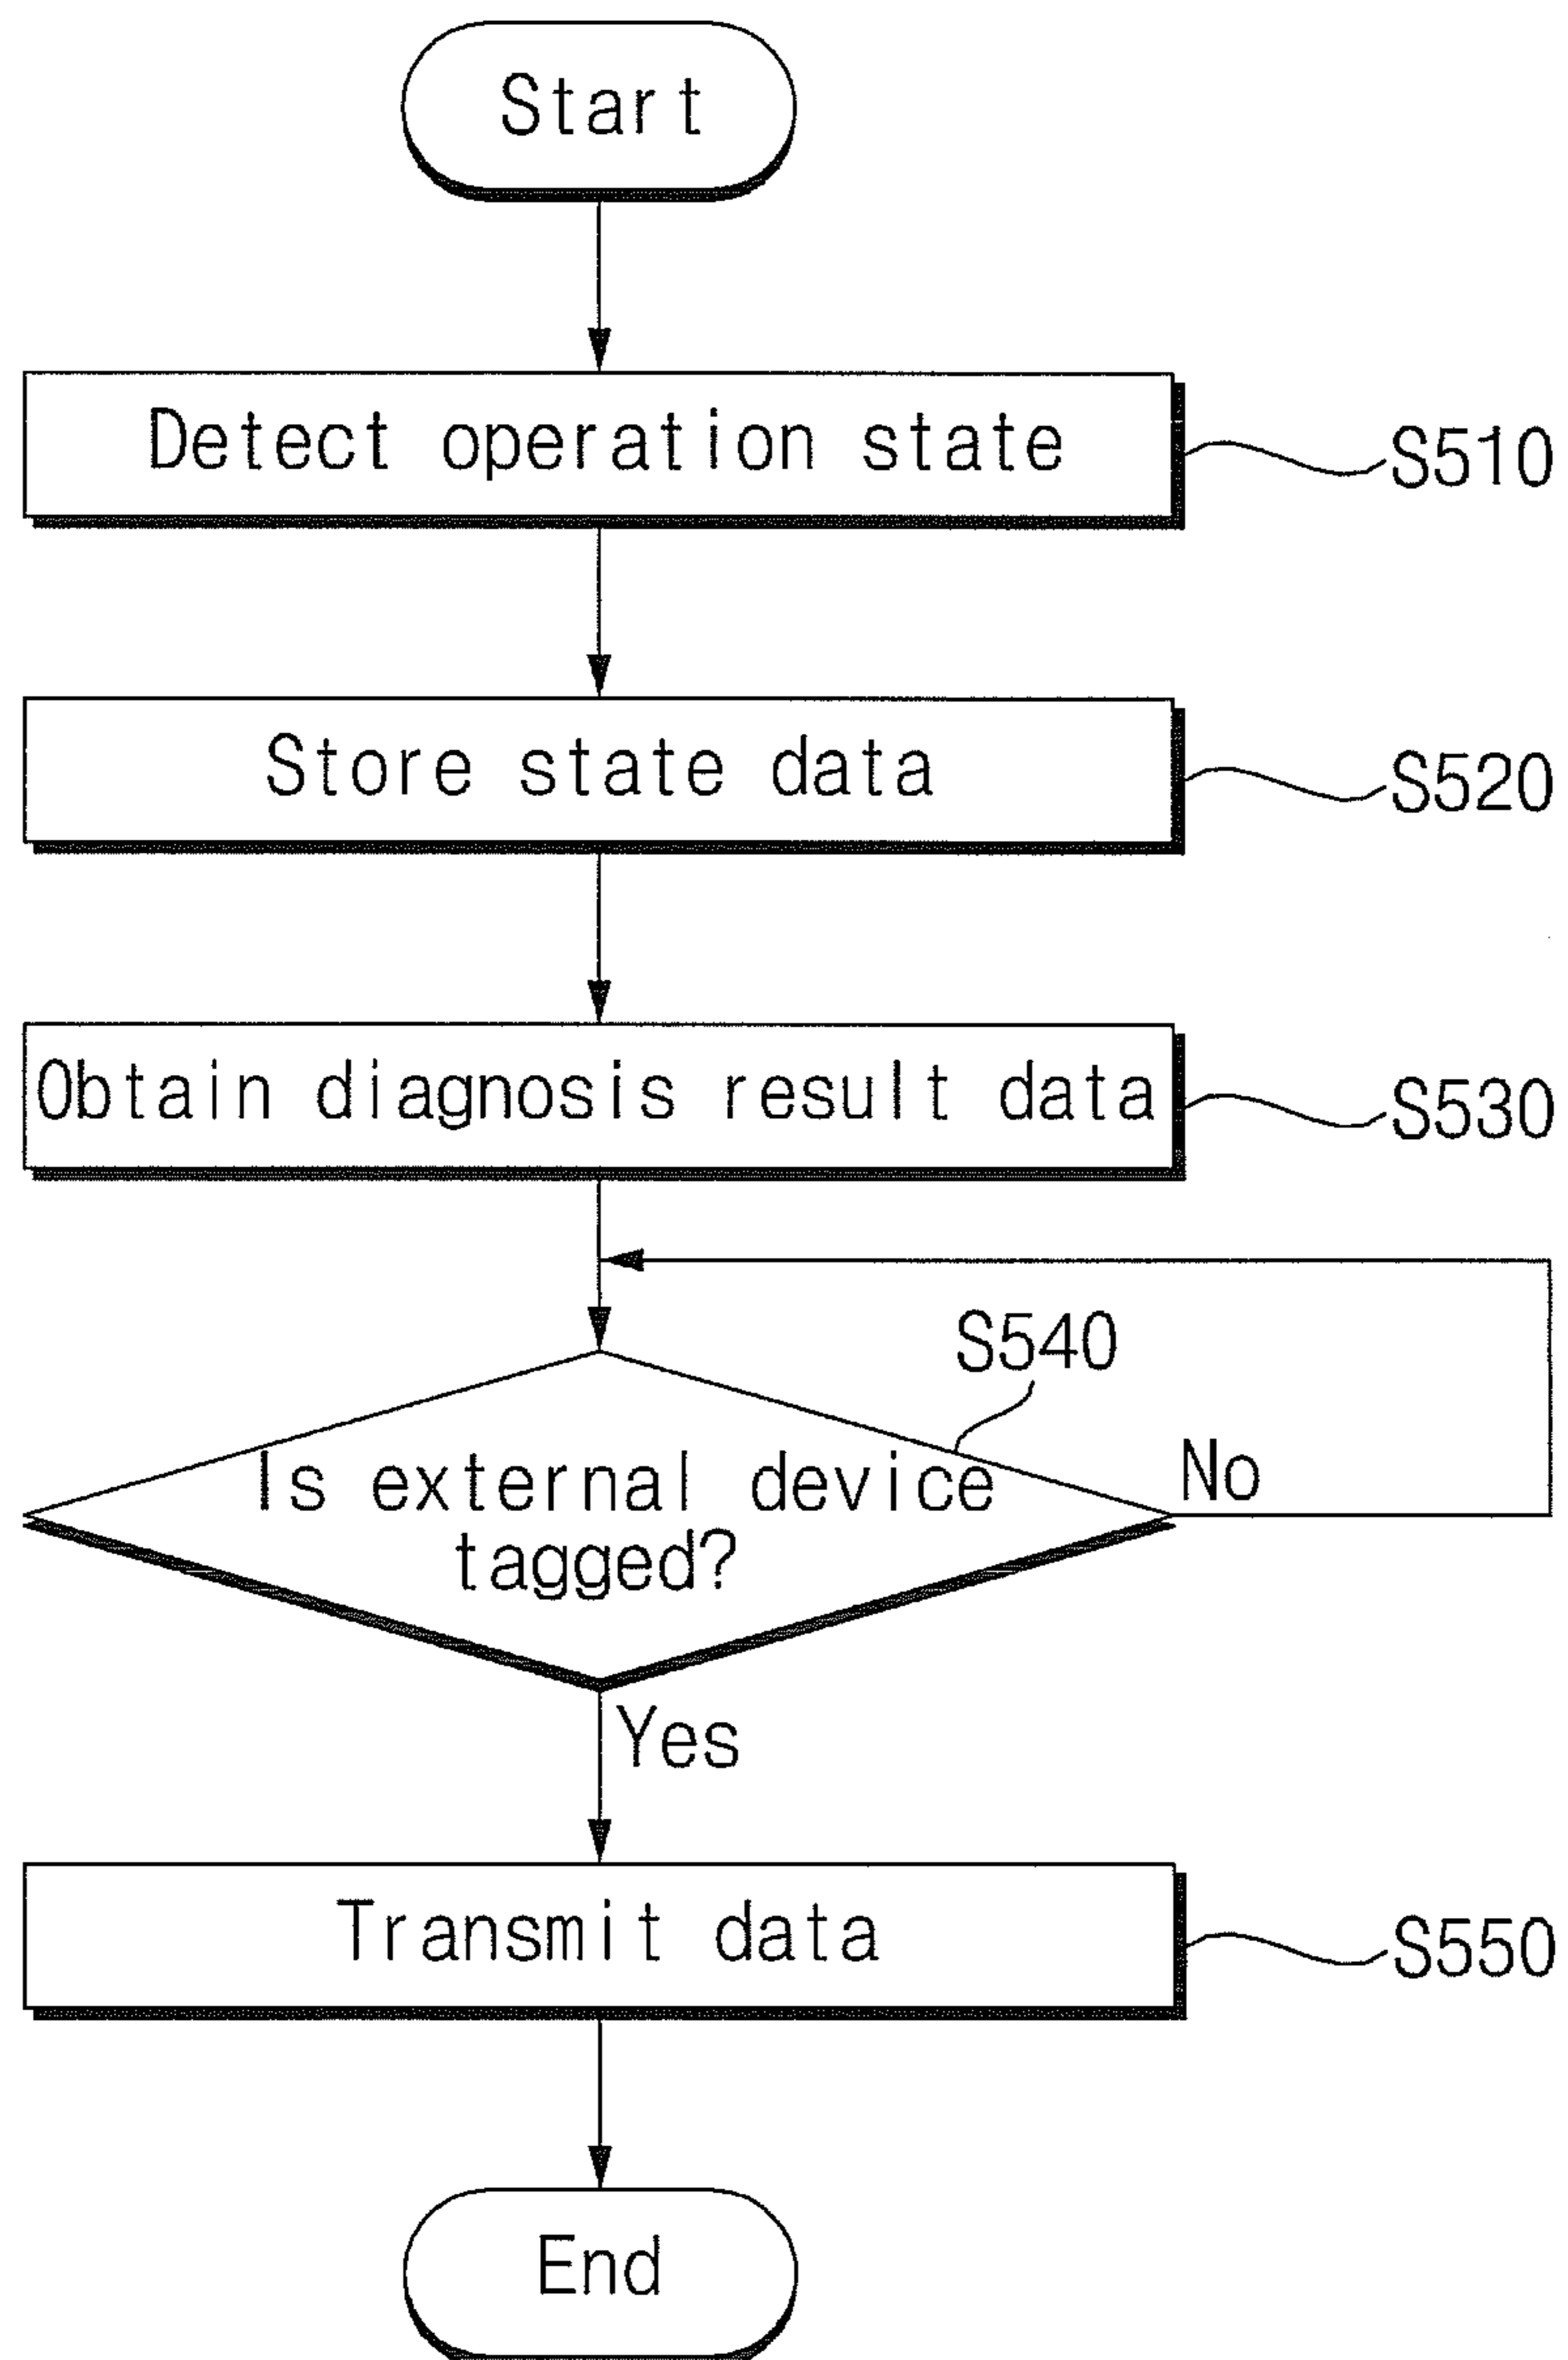 Start
Detect operation state
S510
Store state data
S520
Obtain diagnosis result data
S530
S540
Is external device
tagged?
No
Yes
Transmit data
S550
End